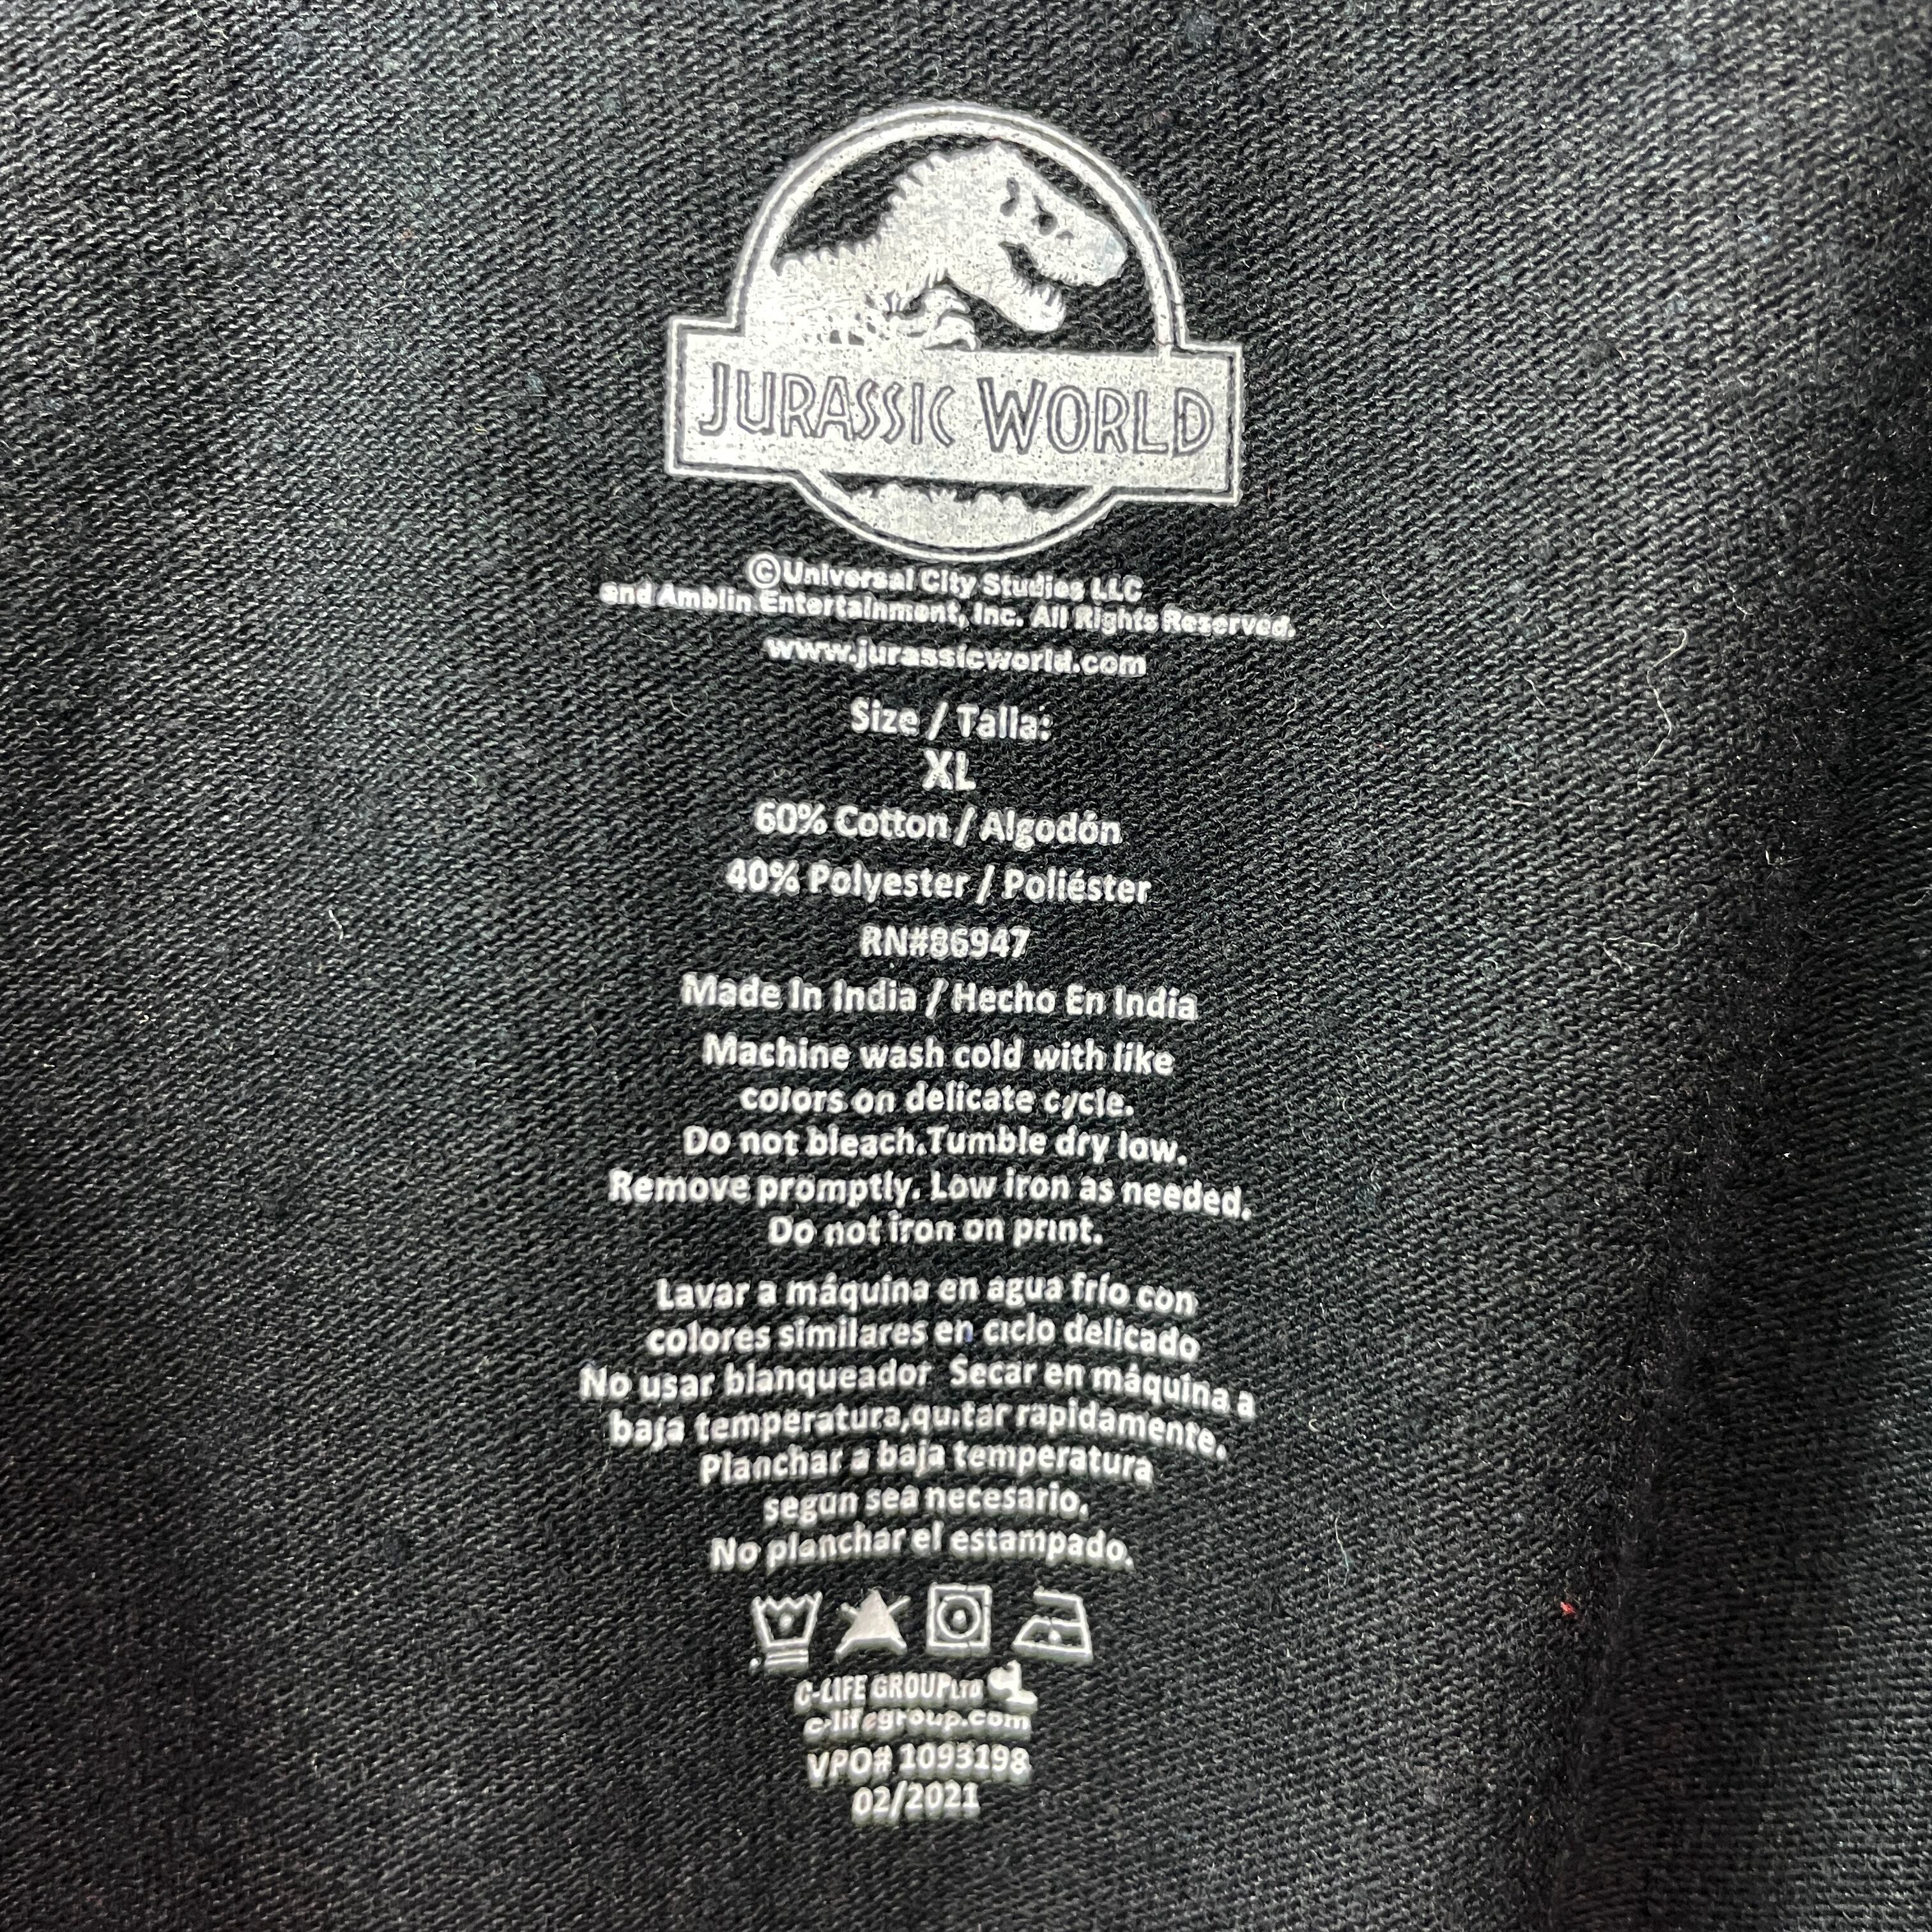 JURASSIC WORLD
©Universal City Studios LLC
and Amblin Entertainment, Inc. All Rights Reserved.
www.jurassicworld.com
Size / Talla:
XL
60% Cotton / Algodón
40% Polyester / Poliéster
RN#86947
Made In India / Hecho En India
Machine wash cold with like
colors on delicate cycle.
Do not bleach.Tumble dry low.
Remove promptly. Low iron as needed.
Do not iron on print.
Lavar a máquina en agua frío con
colores similares en ciclo delicado
No usar blanqueador Secar en máquina a
baja temperatura,quitar rapidamente.
Planchar a baja temperatura
segun sea necesario.
No planchar el estampado.
C-LIFE GROUP LTD
c-lifegroup.com
VPO# 1093198
02/2021